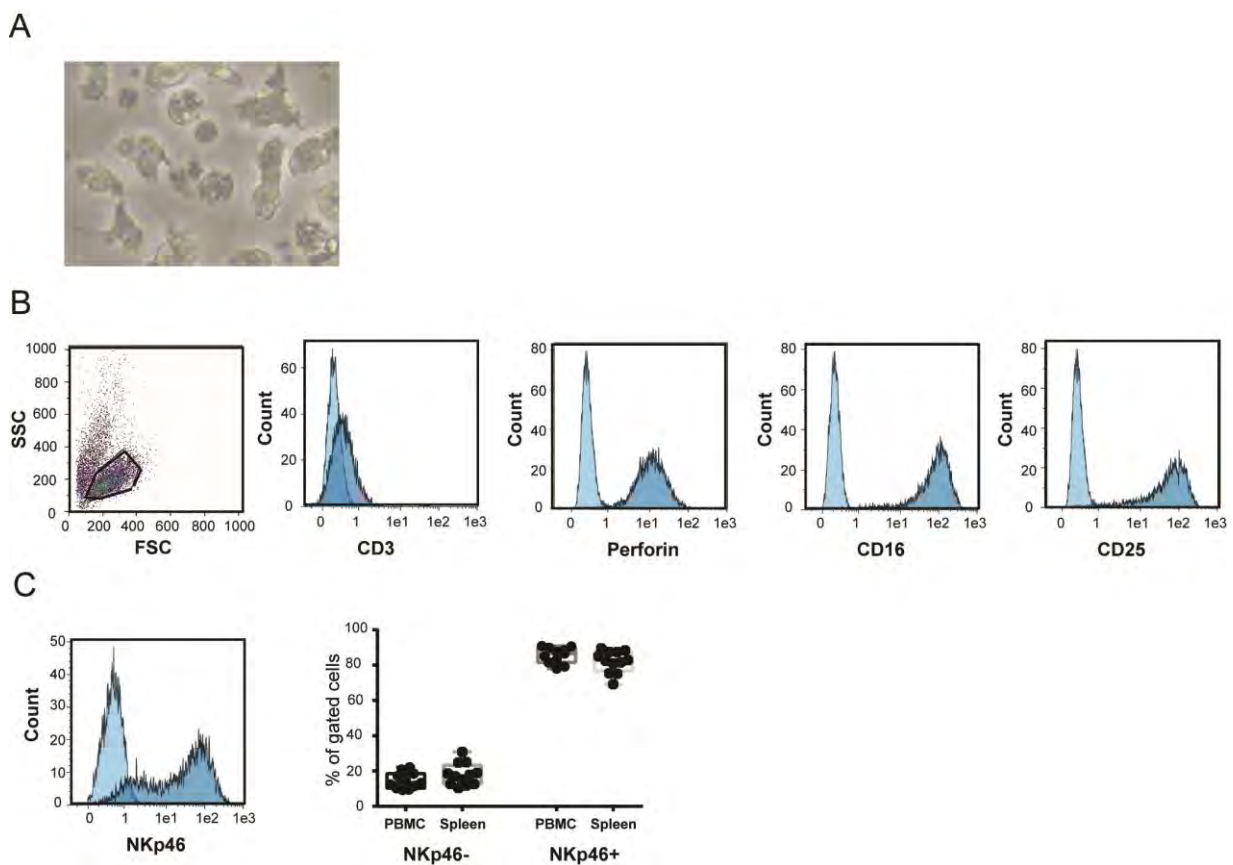 A
B
1000
800
600
400
200
0
SSC
0 200 400 600 800 1000
FSC
60
40
20
0
Count
0 1 1e1 1e2 1e3
CD3
80
60
40
20
0
Count
0 1 1e1 1e2 1e3
Perforin
80
60
40
20
0
Count
0 1 1e1 1e2 1e3
CD16
80
60
40
20
0
Count
0 1 1e1 1e2 1e3
CD25
C
50
40
30
20
10
0
Count
0 1 1e1 1e2 1e3
NKp46
100
80
60
40
20
0
% of gated cells
PBMC Spleen PBMC Spleen
NKp46- NKp46+